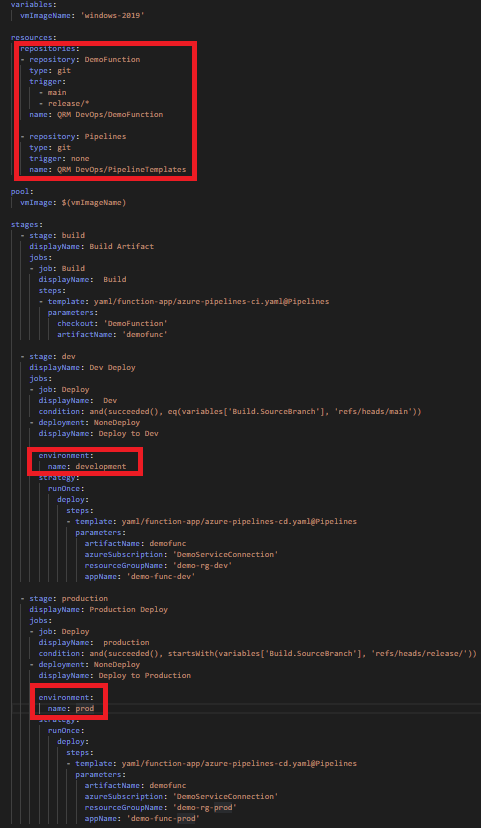 variables:
  vmImageName: 'windows-2019'
resources:
  repositories:
  - repository: DemoFunction
    type: git
    trigger:
      - main
      - release/*
    name: QRM DevOps/DemoFunction
  - repository: Pipelines
    type: git
    trigger: none
    name: QRM DevOps/PipelineTemplates
pool:
  vmImage: $(vmImageName)
stages:
  - stage: build
    displayName: Build Artifact
    jobs:
    - job: Build
      displayName:  Build
      steps:
      - template: yaml/function-app/azure-pipelines-ci.yaml@Pipelines
        parameters:
          checkout: 'DemoFunction'
          artifactName: 'demofunc'
  - stage: dev
    displayName: Dev Deploy
    jobs:
    - job: Deploy
      displayName:  Dev
      condition: and(succeeded(), eq(variables['Build.SourceBranch'], 'refs/heads/main'))
    - deployment: NoneDeploy
      displayName: Deploy to Dev
      environment:
        name: development
      strategy:
        runOnce:
          deploy:
            steps:
            - template: yaml/function-app/azure-pipelines-cd.yaml@Pipelines
              parameters:
                artifactName: demofunc
                azureSubscription: 'DemoServiceConnection'
                resourceGroupName: 'demo-rg-dev'
                appName: 'demo-func-dev'
  - stage: production
    displayName: Production Deploy
    jobs:
    - job: Deploy
      displayName:  production
      condition: and(succeeded(), startsWith(variables['Build.SourceBranch'], 'refs/heads/release/'))
    - deployment: NoneDeploy
      displayName: Deploy to Production
      environment:
        name: prod
      strategy:
        runOnce:
          deploy:
            steps:
            - template: yaml/function-app/azure-pipelines-cd.yaml@Pipelines
              parameters:
                artifactName: demofunc
                azureSubscription: 'DemoServiceConnection'
                resourceGroupName: 'demo-rg-prod'
                appName: 'demo-func-prod'